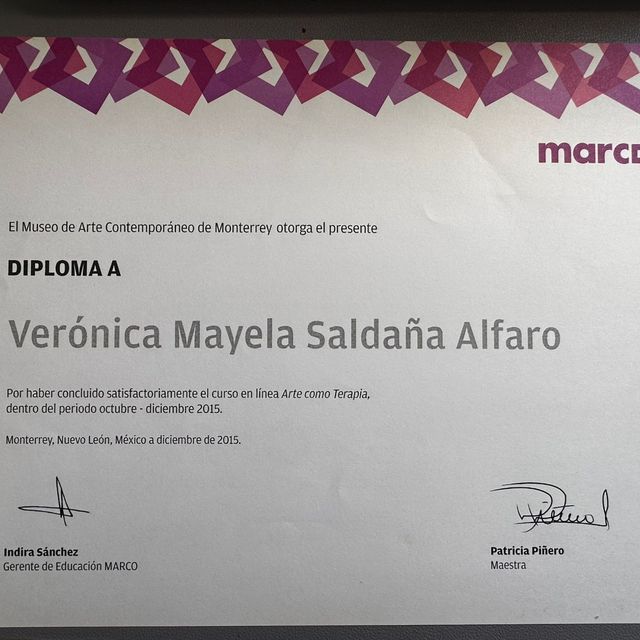 marco
El Museo de Arte Contemporáneo de Monterrey otorga el presente
DIPLOMA A
Verónica Mayela Saldaña Alfaro
Por haber concluido satisfactoriamente el curso en línea Arte como Terapia,
dentro del periodo octubre - diciembre 2015.
Monterrey, Nuevo León, México a diciembre de 2015.
Indira Sánchez
Gerente de Educación MARCO
Patricia Piñero
Maestra